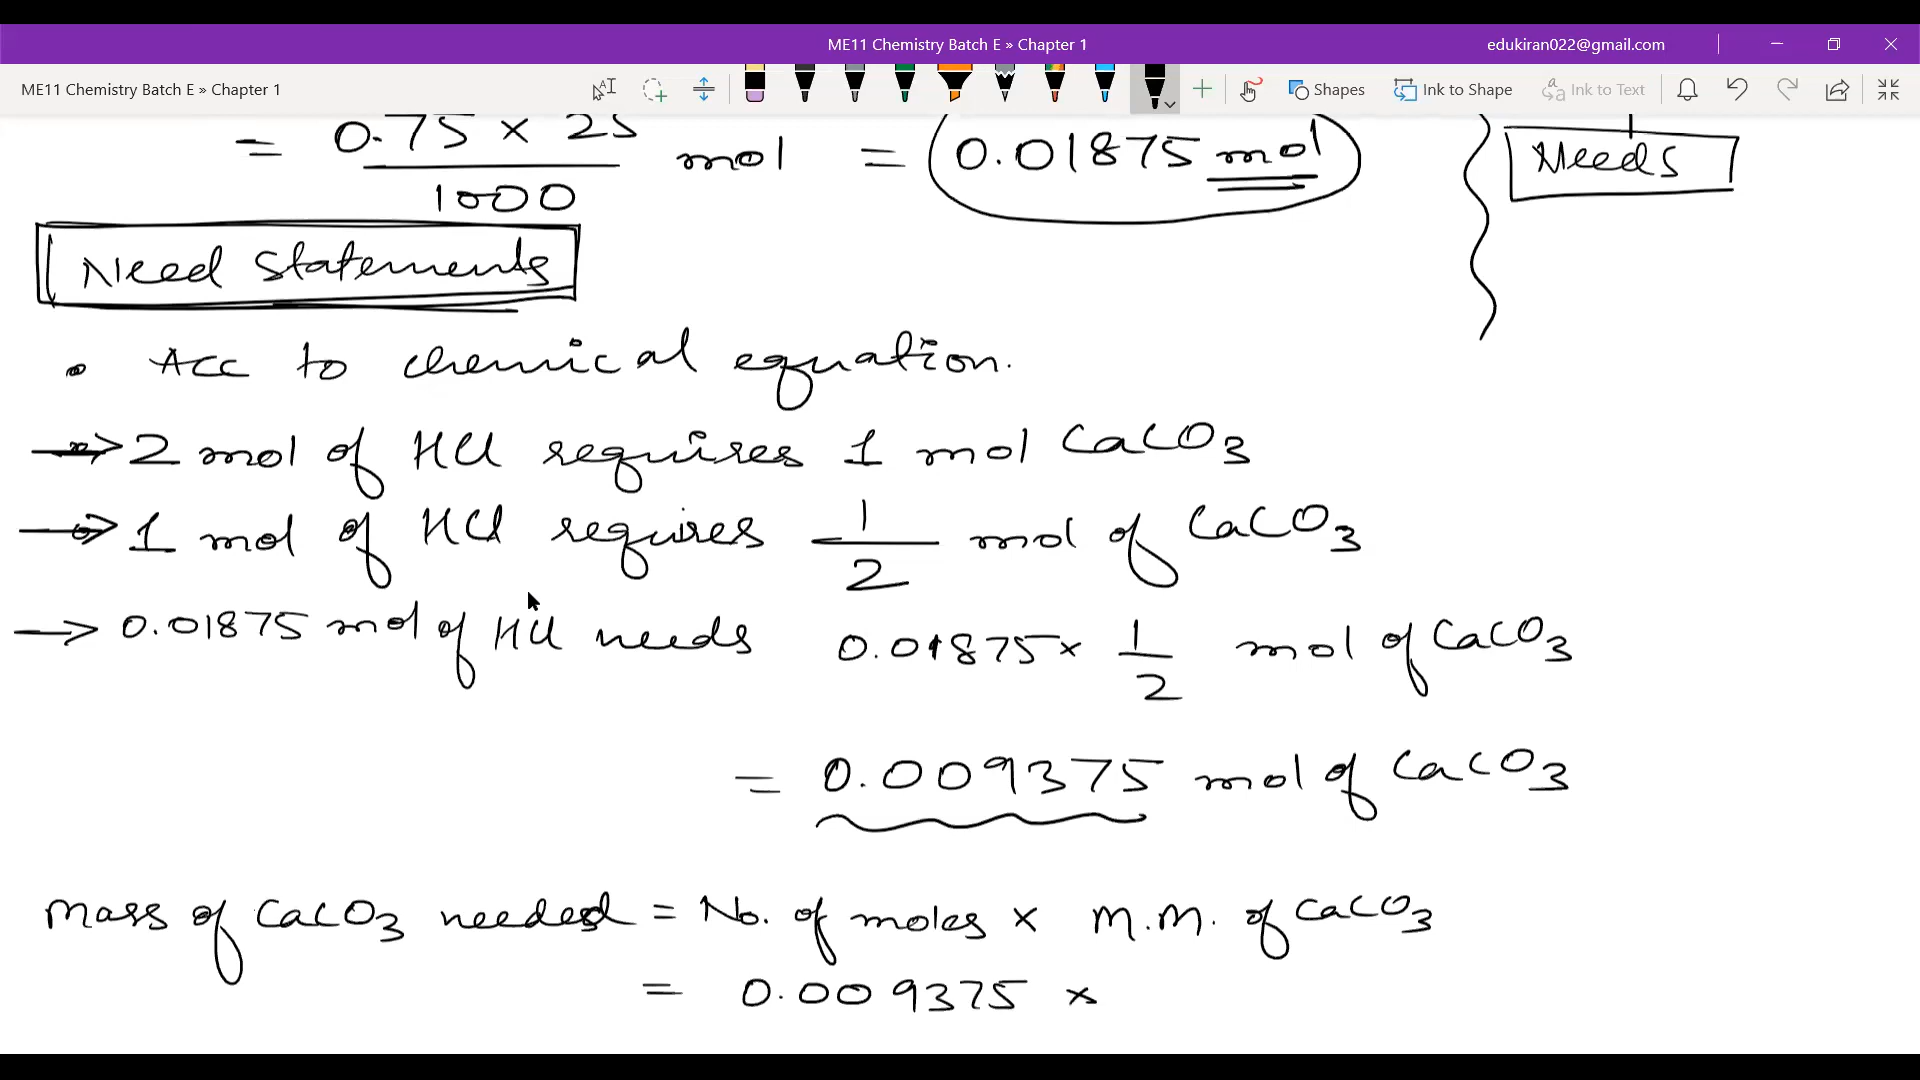 ME11 Chemistry Batch E » Chapter 1
edukiran022@gmail.com
ME11 Chemistry Batch E » Chapter 1
Shapes
Ink to Shape
Ink to Text
= 0.75 × 25 / 1000 mol = 0.01875 mol
Needs
Need Statements
• Acc to chemical equation.
→ 2 mol of HCl requires 1 mol CaCO3
→ 1 mol of HCl requires 1/2 mol of CaCO3
→ 0.01875 mol of HCl needs 0.01875 × 1/2 mol of CaCO3
= 0.009375 mol of CaCO3
Mass of CaCO3 needed = No. of moles × M.M. of CaCO3
= 0.009375 ×